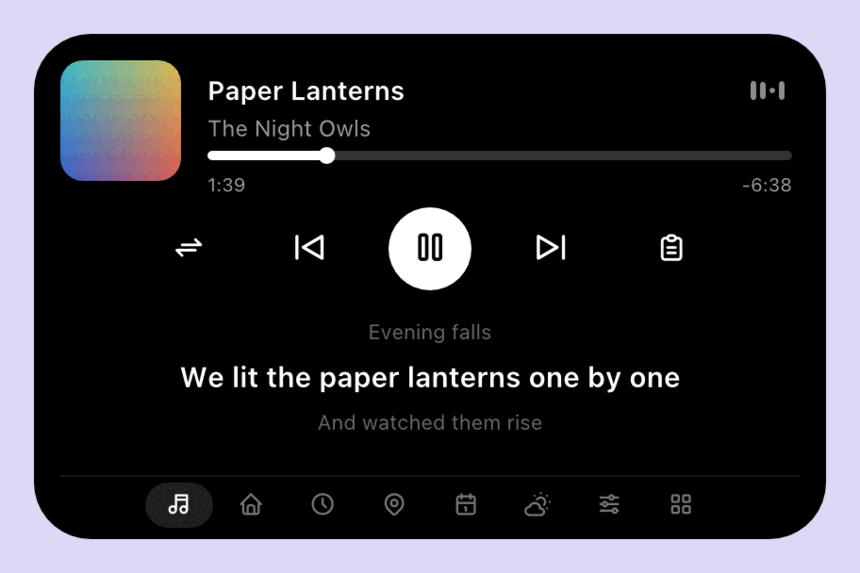 Paper Lanterns
The Night Owls
1:39
-6:38
Evening falls
We lit the paper lanterns one by one
And watched them rise